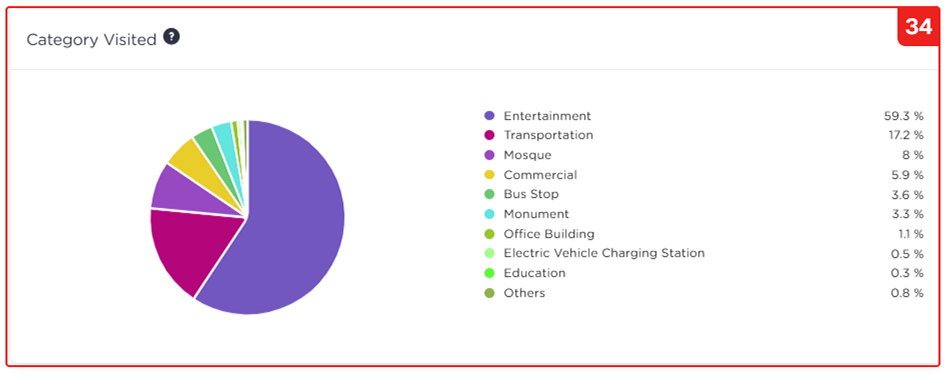 34
Category Visited ?
Entertainment 59.3 %
Transportation 17.2 %
Mosque 8 %
Commercial 5.9 %
Bus Stop 3.6 %
Monument 3.3 %
Office Building 1.1 %
Electric Vehicle Charging Station 0.5 %
Education 0.3 %
Others 0.8 %